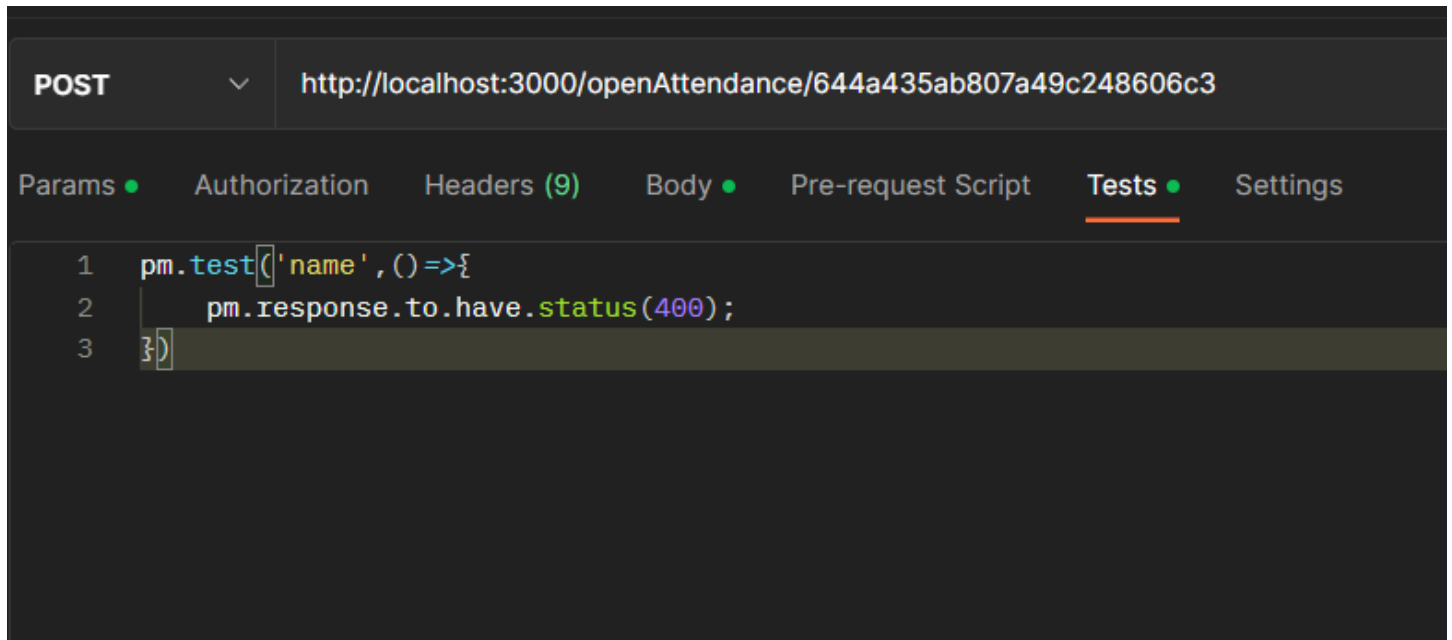 POST http://localhost:3000/openAttendance/644a435ab807a49c248606c3
Params Authorization Headers (9) Body Pre-request Script Tests Settings
1 pm.test('name',()=>{
2 pm.response.to.have.status(400);
3 })